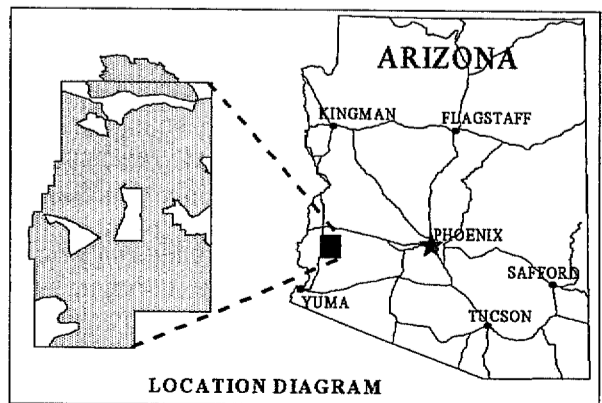 ARIZONA
KINGMAN
FLAGSTAFF
PHOENIX
SAFFORD
YUMA
TUCSON
LOCATION DIAGRAM